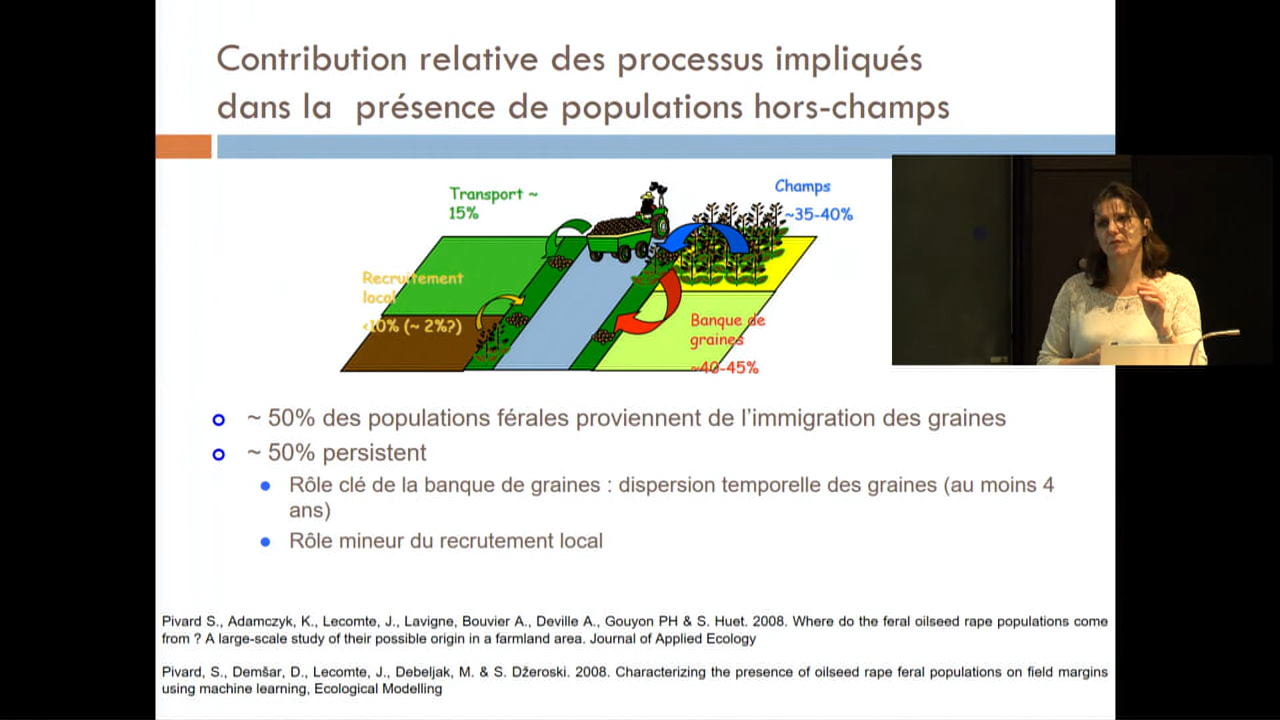 Contribution relative des processus impliqués
dans la présence de populations hors-champs
Transport ~
15%
Champs
~35-40%
Recrutement
local
<10% (~ 2%?)
Banque de
graines
~40-45%
~ 50% des populations férales proviennent de l'immigration des graines
~ 50% persistent
Rôle clé de la banque de graines : dispersion temporelle des graines (au moins 4
ans)
Rôle mineur du recrutement local
Pivard S., Adamczyk, K., Lecomte, J., Lavigne, Bouvier A., Deville A., Gouyon PH & S. Huet. 2008. Where do the feral oilseed rape populations come
from ? A large-scale study of their possible origin in a farmland area. Journal of Applied Ecology
Pivard, S., Demšar, D., Lecomte, J., Debeljak, M. & S. Džeroski. 2008. Characterizing the presence of oilseed rape feral populations on field margins
using machine learning, Ecological Modelling